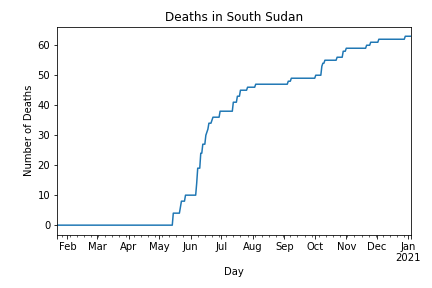 Deaths in South Sudan
Number of Deaths
60
50
40
30
20
10
0
Feb Mar Apr May Jun Jul Aug Sep Oct Nov Dec Jan
2021
Day